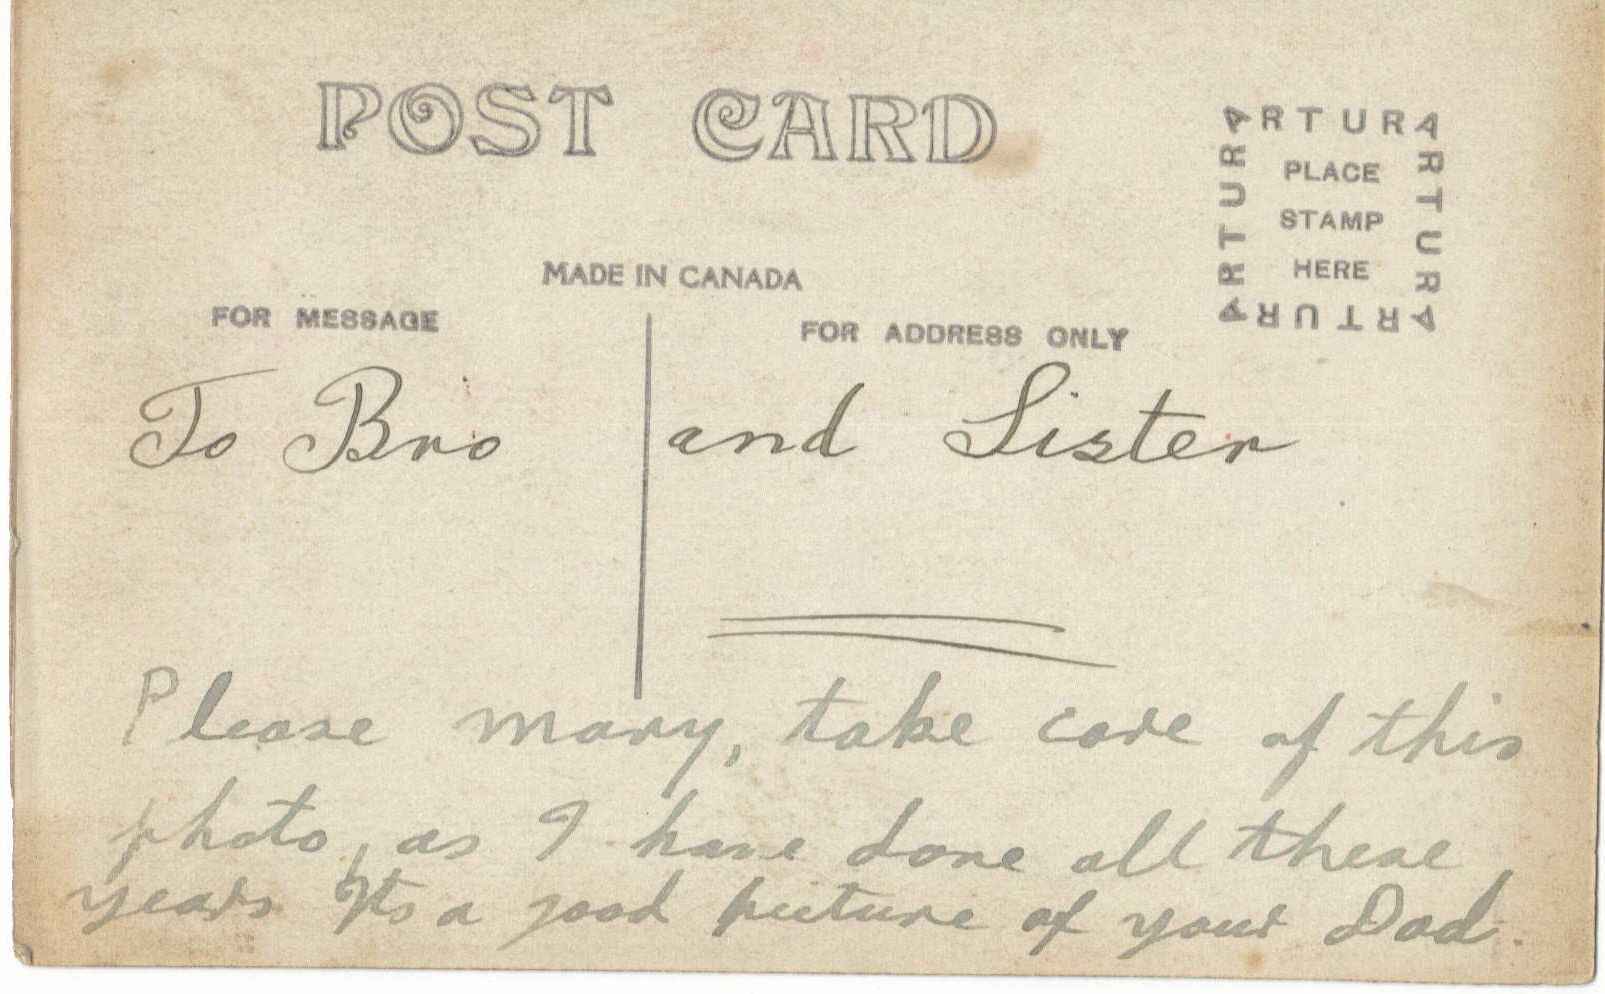 POST CARD
ARTURA
ARTURA
ARTURA
ARTURA
PLACE
STAMP
HERE
MADE IN CANADA
FOR MESSAGE
FOR ADDRESS ONLY
To Bro and Sister
Please mary, take care of this
photo, as I have done all these
years Its a good picture of your Dad.